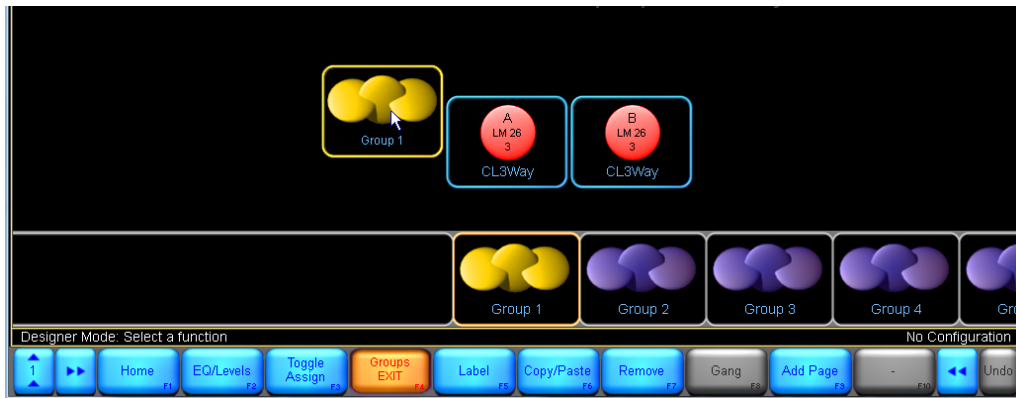 Group 1
A
LM 26
3
CL3Way
B
LM 26
3
CL3Way
Group 1
Group 2
Group 3
Group 4
Gr
Designer Mode: Select a function
No Configuration
1
Home
F1
EQ/Levels
F2
Toggle
Assign
F3
Groups
EXIT
F4
Label
F5
Copy/Paste
F6
Remove
F7
Gang
F8
Add Page
F9
-
F10
Undo